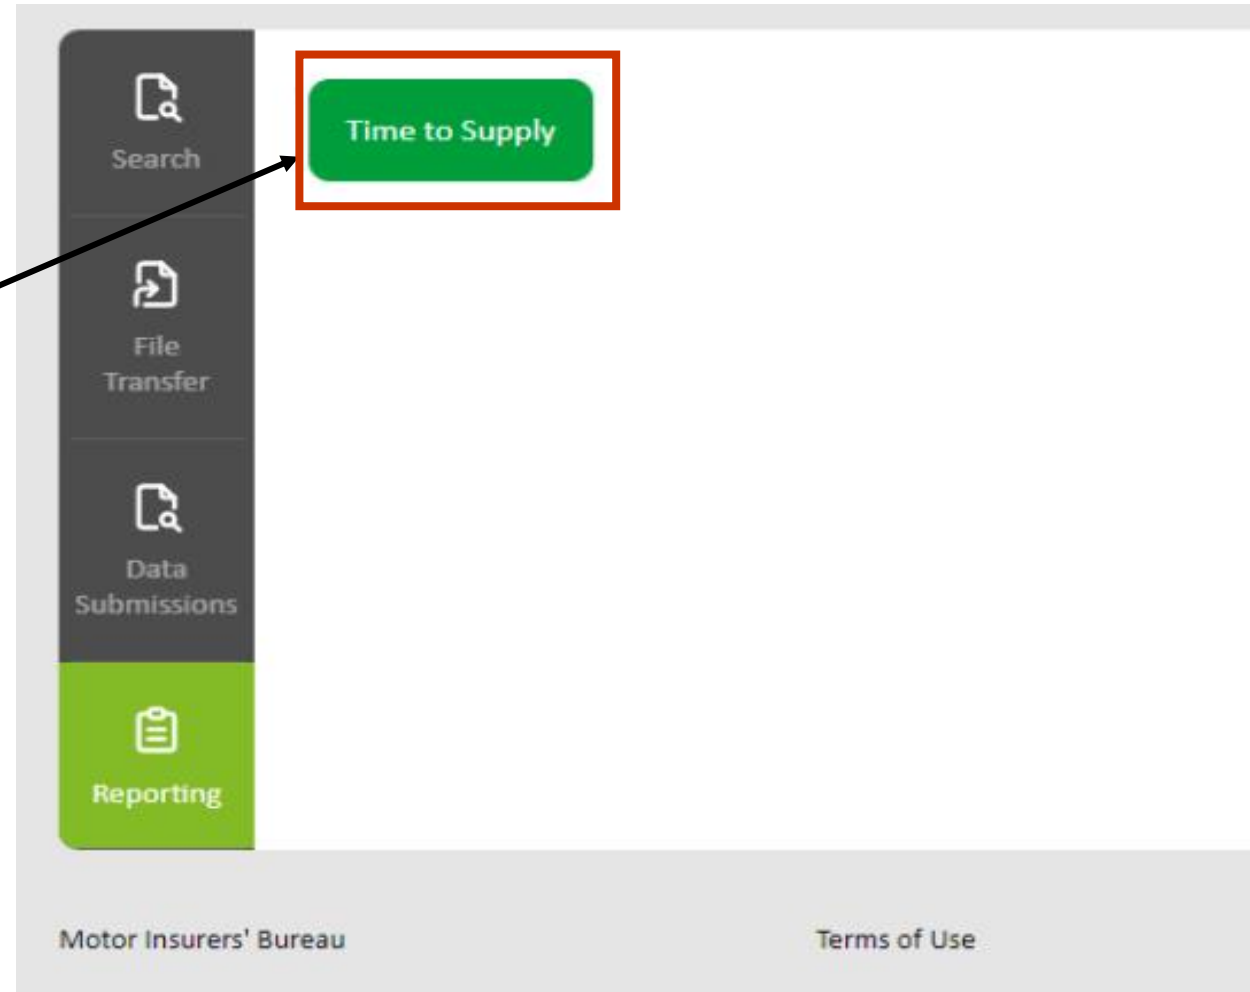 Search
Time to Supply
File
Transfer
Data
Submissions
Reporting
Motor Insurers' Bureau
Terms of Use